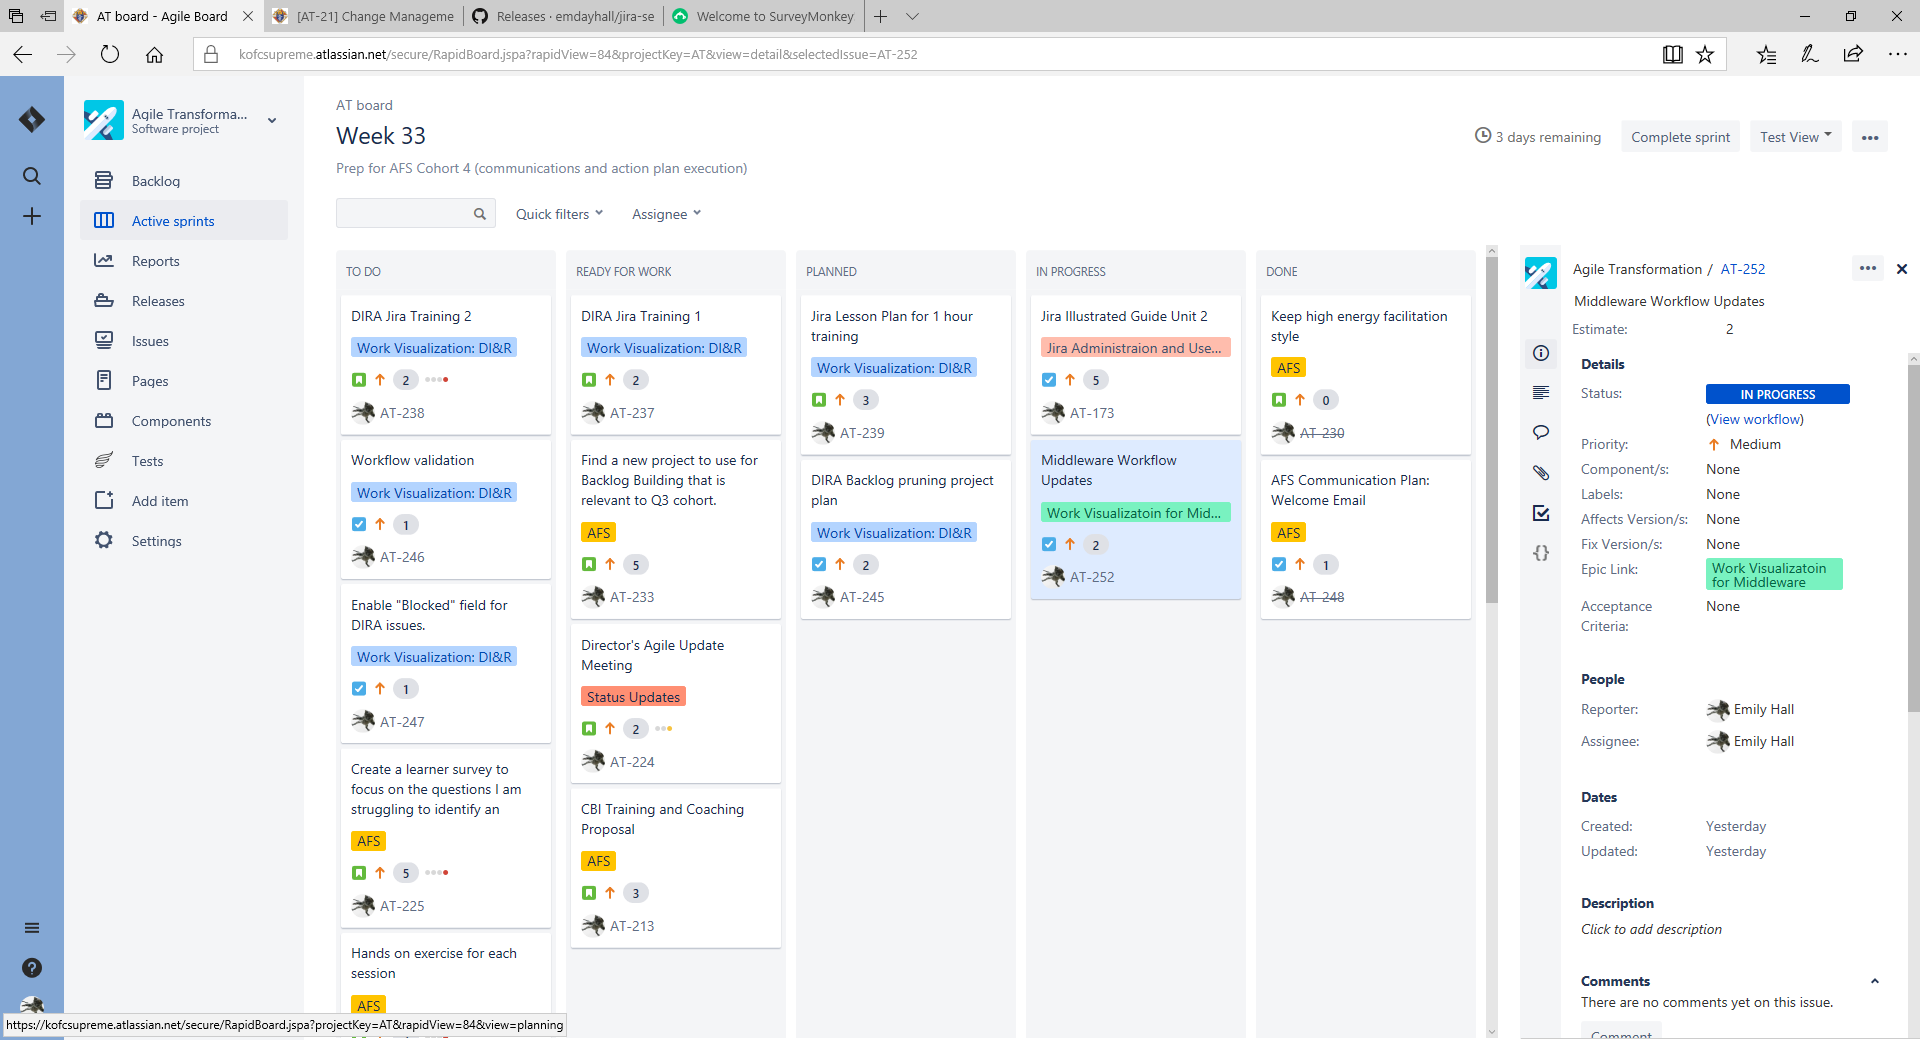 AT board - Agile Board
[AT-21] Change Manageme
Releases · emdayhall/jira-se
Welcome to SurveyMonkey
kofcsupreme.atlassian.net/secure/RapidBoard.jspa?rapidView=84&projectKey=AT&view=detail&selectedIssue=AT-252
Agile Transforma...
Software project
Backlog
Active sprints
Reports
Releases
Issues
Pages
Components
Tests
Add item
Settings
AT board
Week 33
Prep for AFS Cohort 4 (communications and action plan execution)
3 days remaining
Complete sprint
Test View
Quick filters
Assignee
TO DO
DIRA Jira Training 2
Work Visualization: DI&R
2
AT-238
Workflow validation
Work Visualization: DI&R
1
AT-246
Enable "Blocked" field for
DIRA issues.
Work Visualization: DI&R
1
AT-247
Create a learner survey to
focus on the questions I am
struggling to identify an
AFS
5
AT-225
Hands on exercise for each
session
AFS
READY FOR WORK
DIRA Jira Training 1
Work Visualization: DI&R
2
AT-237
Find a new project to use for
Backlog Building that is
relevant to Q3 cohort.
AFS
5
AT-233
Director's Agile Update
Meeting
Status Updates
2
AT-224
CBI Training and Coaching
Proposal
AFS
3
AT-213
PLANNED
Jira Lesson Plan for 1 hour
training
Work Visualization: DI&R
3
AT-239
DIRA Backlog pruning project
plan
Work Visualization: DI&R
2
AT-245
IN PROGRESS
Jira Illustrated Guide Unit 2
Jira Administraion and Use...
5
AT-173
Middleware Workflow
Updates
Work Visualizatoin for Mid...
2
AT-252
DONE
Keep high energy facilitation
style
AFS
0
AT-230
AFS Communication Plan:
Welcome Email
AFS
1
AT-248
Agile Transformation / AT-252
Middleware Workflow Updates
Estimate: 2
Details
Status: IN PROGRESS
(View workflow)
Priority: Medium
Component/s: None
Labels: None
Affects Version/s: None
Fix Version/s: None
Epic Link: Work Visualizatoin
for Middleware
Acceptance None
Criteria:
People
Reporter: Emily Hall
Assignee: Emily Hall
Dates
Created: Yesterday
Updated: Yesterday
Description
Click to add description
Comments
There are no comments yet on this issue.
Comment
https://kofcsupreme.atlassian.net/secure/RapidBoard.jspa?projectKey=AT&rapidView=84&view=planning